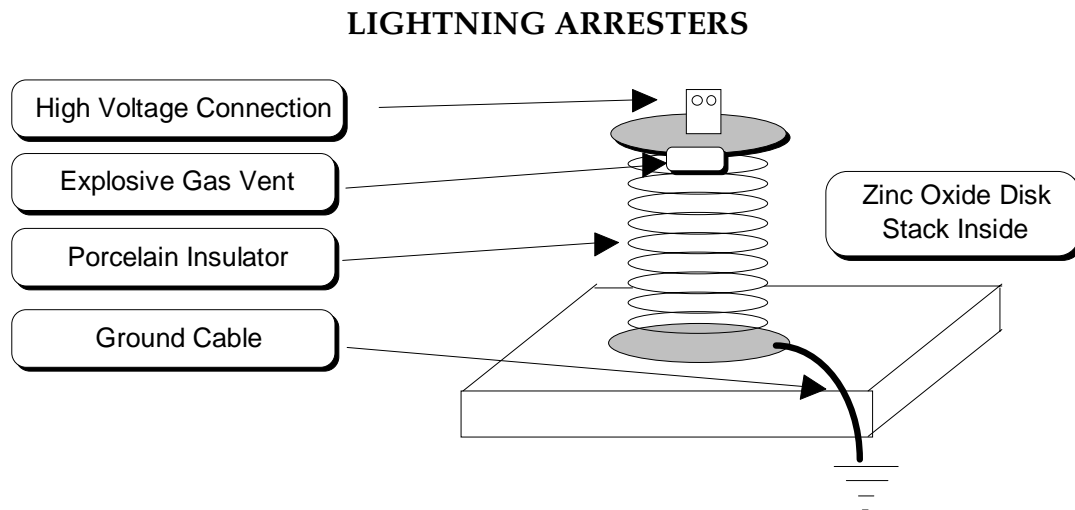 LIGHTNING ARRESTERS
High Voltage Connection
Explosive Gas Vent
Porcelain Insulator
Ground Cable
Zinc Oxide Disk
Stack Inside